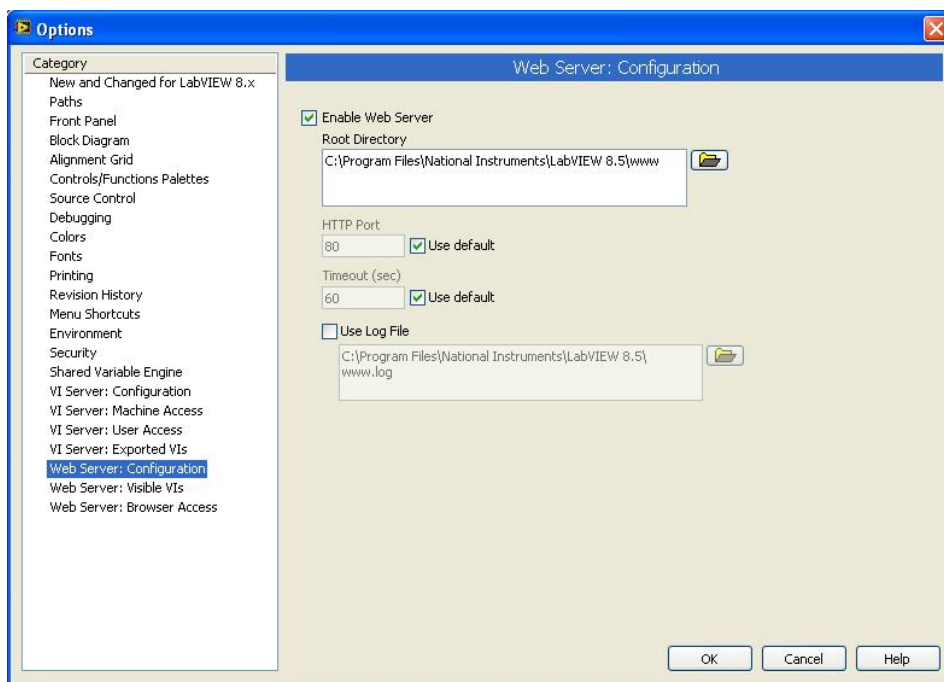 Options
Category
New and Changed for LabVIEW 8.x
Paths
Front Panel
Block Diagram
Alignment Grid
Controls/Functions Palettes
Source Control
Debugging
Colors
Fonts
Printing
Revision History
Menu Shortcuts
Environment
Security
Shared Variable Engine
VI Server: Configuration
VI Server: Machine Access
VI Server: User Access
VI Server: Exported VIs
Web Server: Configuration
Web Server: Visible VIs
Web Server: Browser Access
Web Server: Configuration
Enable Web Server
Root Directory
C:\Program Files\National Instruments\LabVIEW 8.5\www
HTTP Port
80 Use default
Timeout (sec)
60 Use default
Use Log File
C:\Program Files\National Instruments\LabVIEW 8.5\
www.log
OK Cancel Help